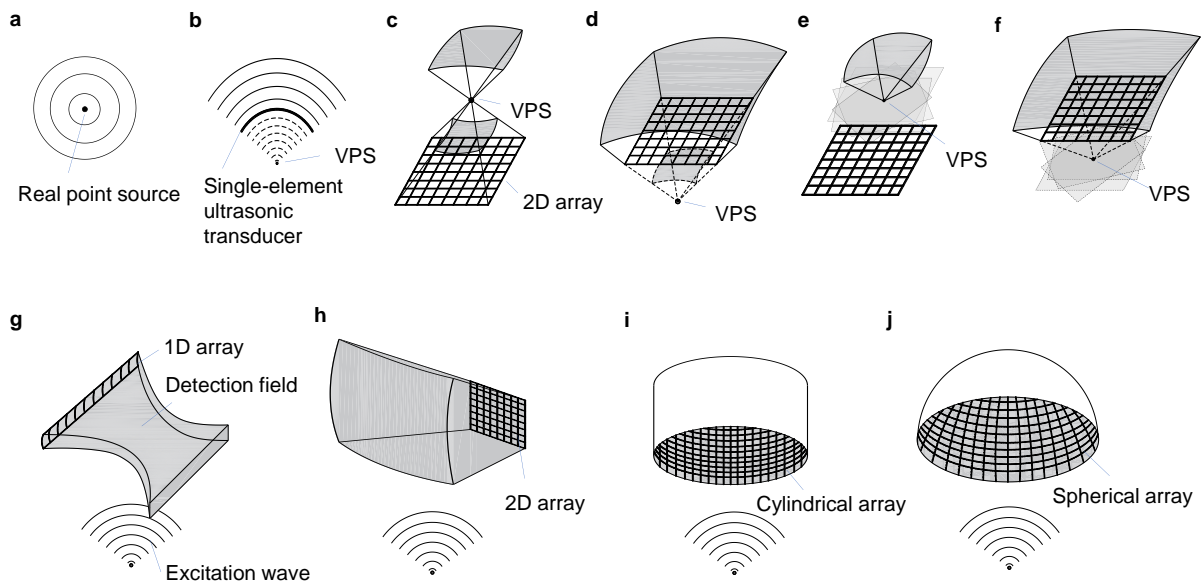 a
Real point source
b
VPS
Single-element
ultrasonic
transducer
c
VPS
2D array
d
VPS
e
VPS
f
VPS
g
1D array
Detection field
Excitation wave
h
2D array
i
Cylindrical array
j
Spherical array